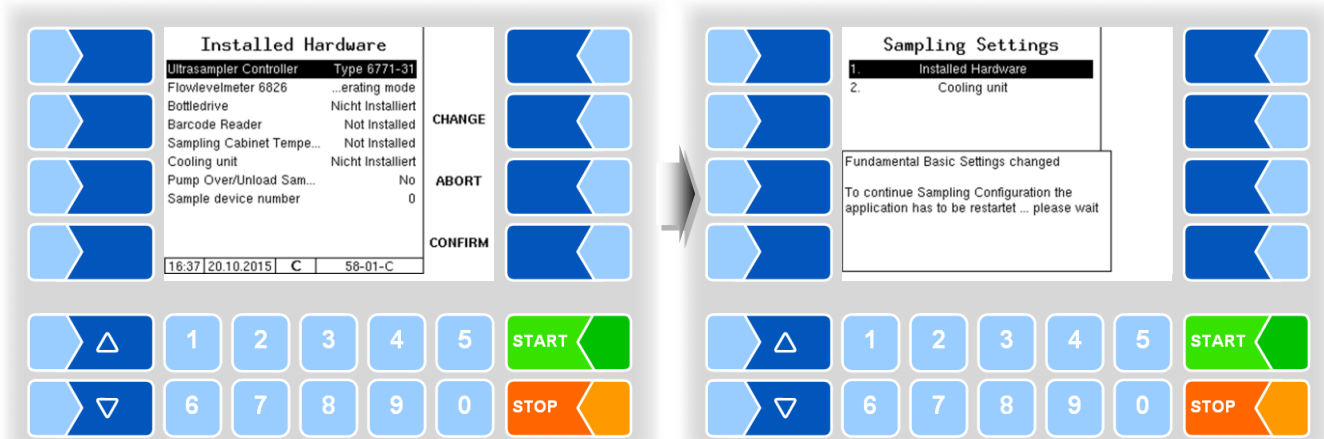 Installed Hardware
Ultrasampler Controller Type 6771-31
Flowlevelmeter 6826 ...erating mode
Bottledrive Nicht Installiert
Barcode Reader Not Installed
Sampling Cabinet Tempe... Not Installed
Cooling unit Nicht Installiert
Pump Over/Unload Sam... No
Sample device number 0
CHANGE
ABORT
CONFIRM
16:37 20.10.2015 C 58-01-C
1 2 3 4 5 START
6 7 8 9 0 STOP
Sampling Settings
1. Installed Hardware
2. Cooling unit
Fundamental Basic Settings changed
To continue Sampling Configuration the
application has to be restartet ... please wait
1 2 3 4 5 START
6 7 8 9 0 STOP